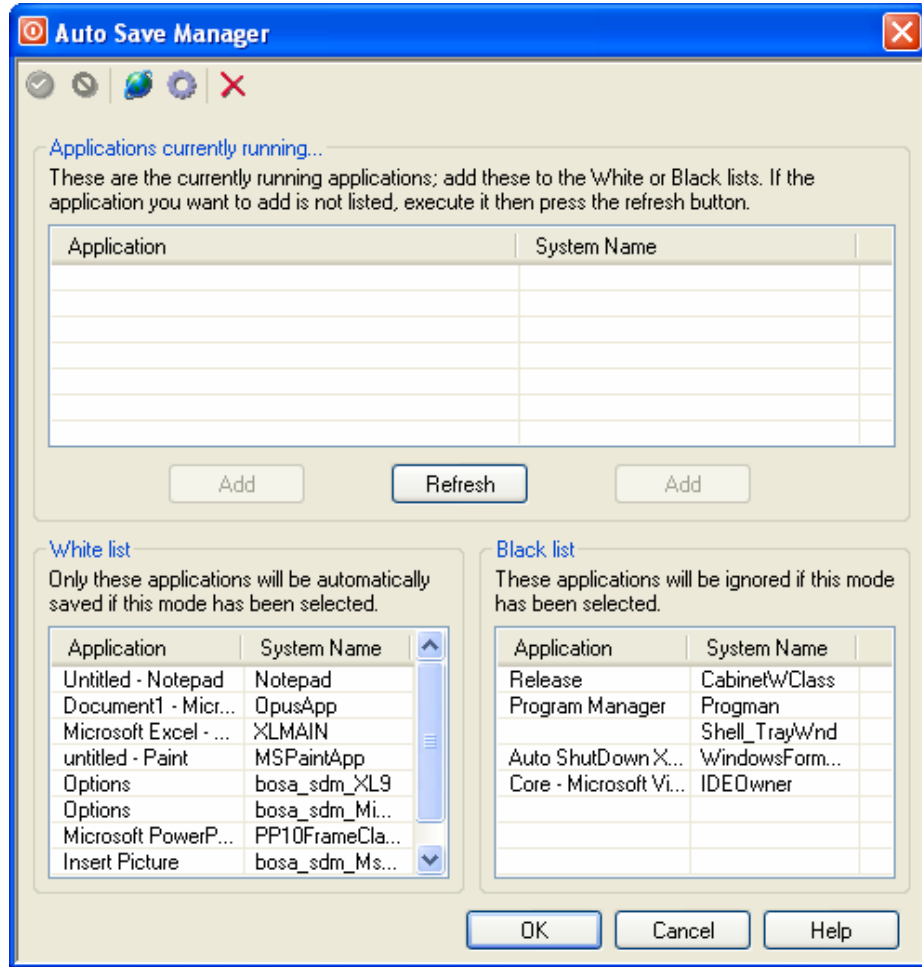 Auto Save Manager
Applications currently running...
These are the currently running applications; add these to the White or Black lists. If the
application you want to add is not listed, execute it then press the refresh button.
Application System Name
Add Refresh Add
White list
Only these applications will be automatically
saved if this mode has been selected.
Application System Name
Untitled - Notepad Notepad
Document1 - Micr... OpusApp
Microsoft Excel - ... XLMAIN
untitled - Paint MSPaintApp
Options bosa_sdm_XL9
Options bosa_sdm_Mi...
Microsoft PowerP... PP10FrameCla...
Insert Picture bosa_sdm_Ms...
Black list
These applications will be ignored if this mode
has been selected.
Application System Name
Release CabinetWClass
Program Manager Progman
Shell_TrayWnd
Auto ShutDown X... WindowsForm...
Core - Microsoft Vi... IDEOwner
OK Cancel Help